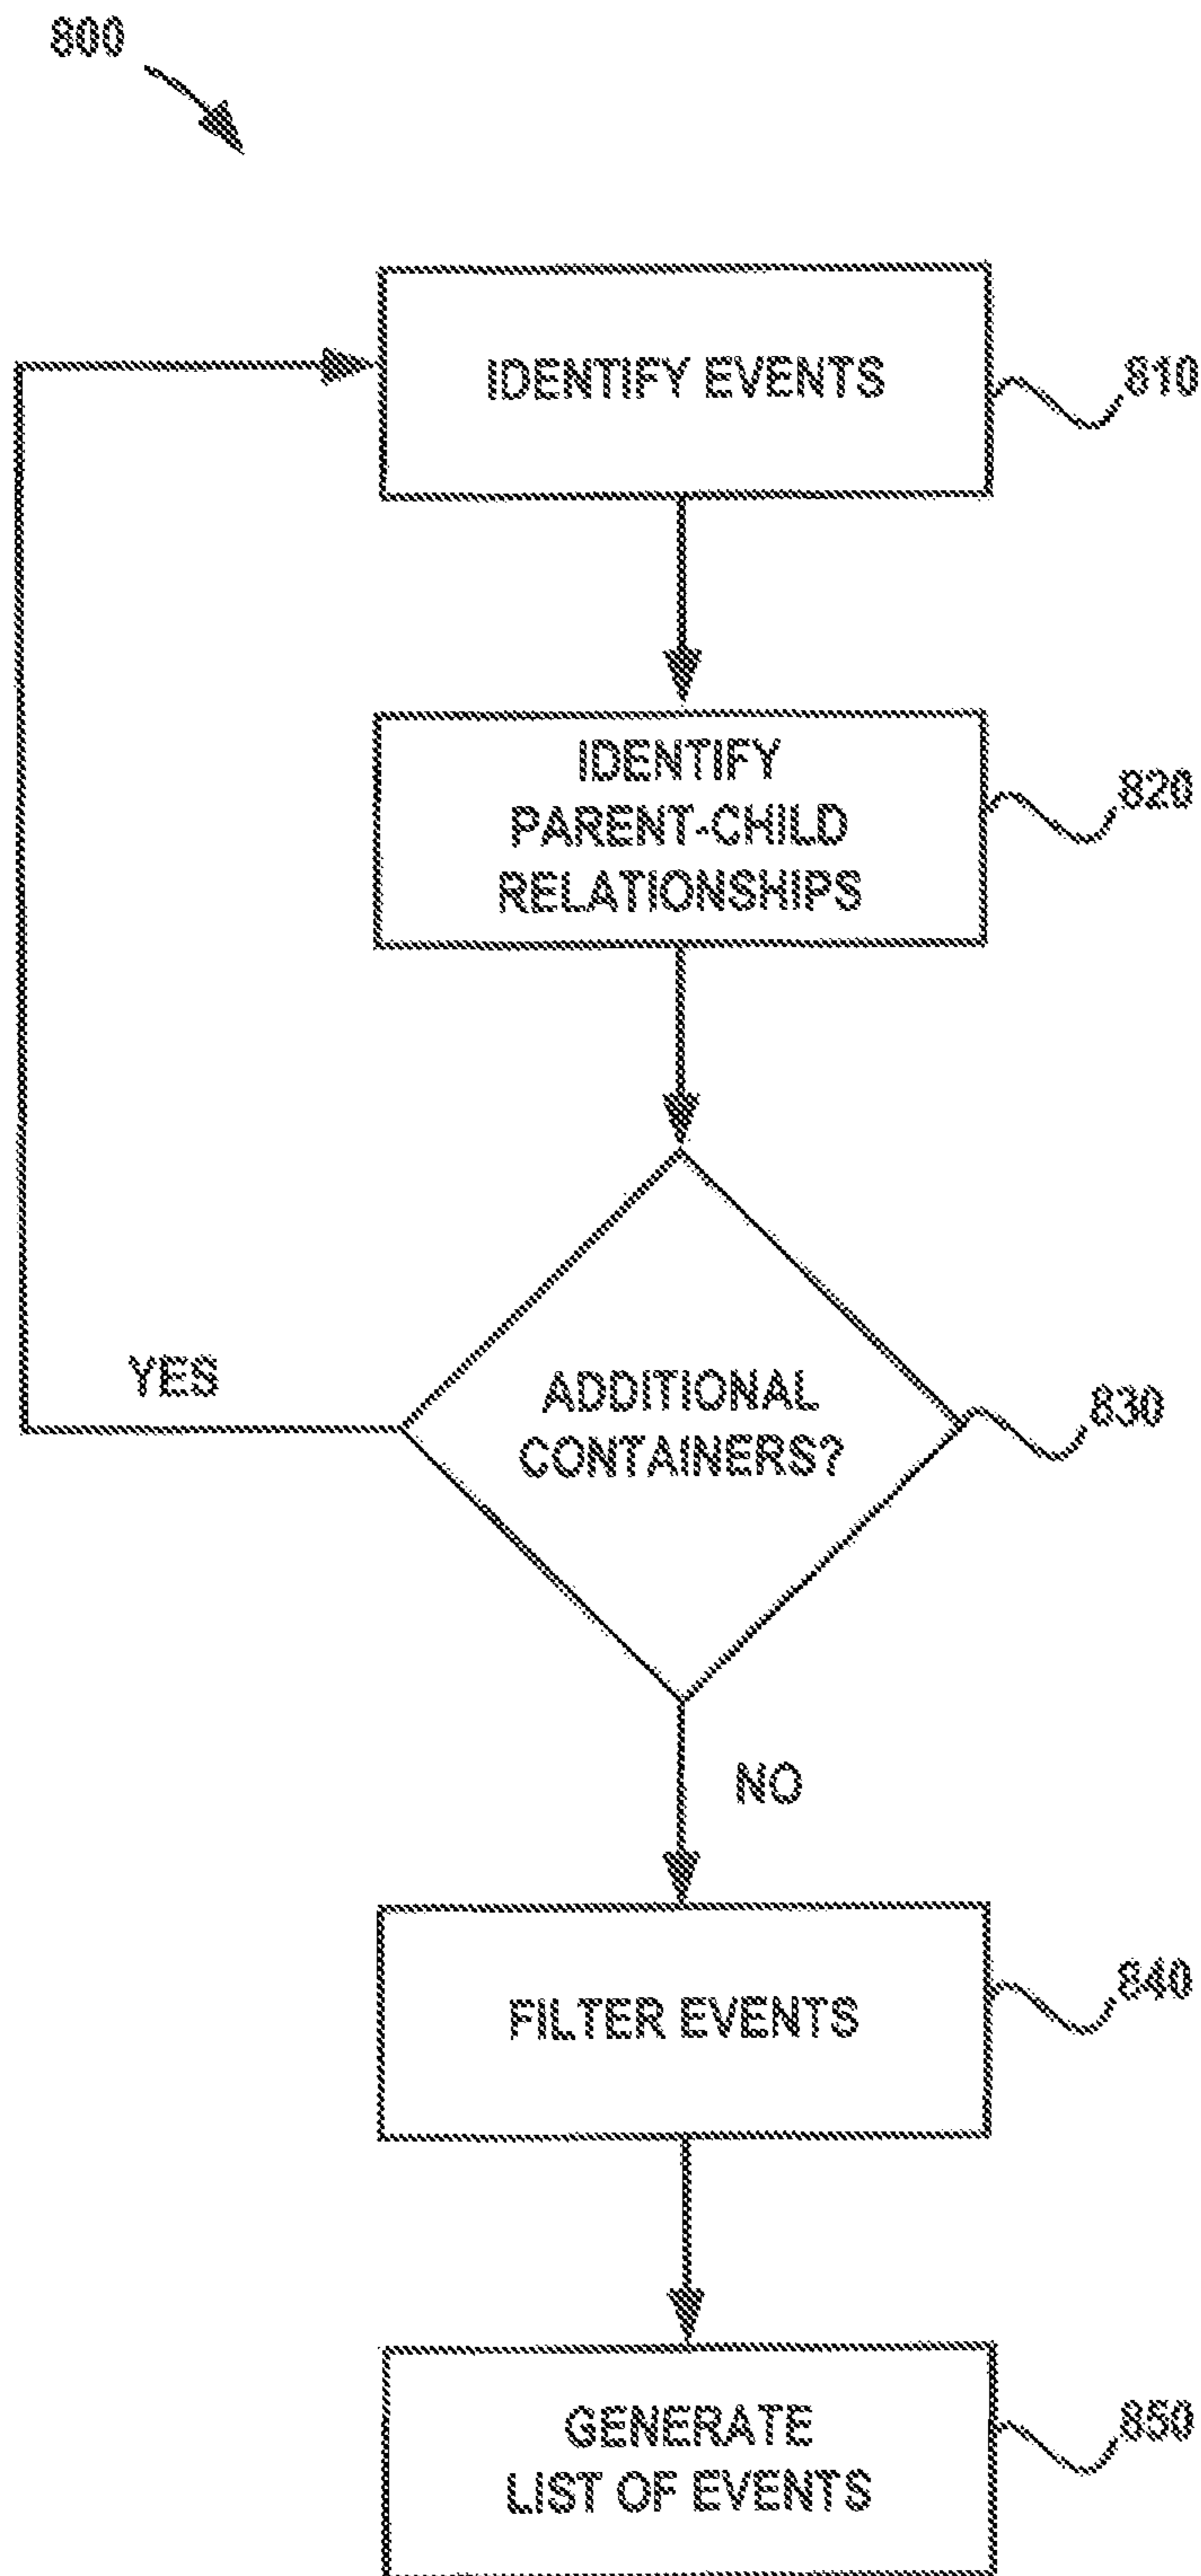 800
IDENTIFY EVENTS
810
IDENTIFY
PARENT-CHILD
RELATIONSHIPS
820
YES
ADDITIONAL
CONTAINERS?
830
NO
FILTER EVENTS
840
GENERATE
LIST OF EVENTS
850